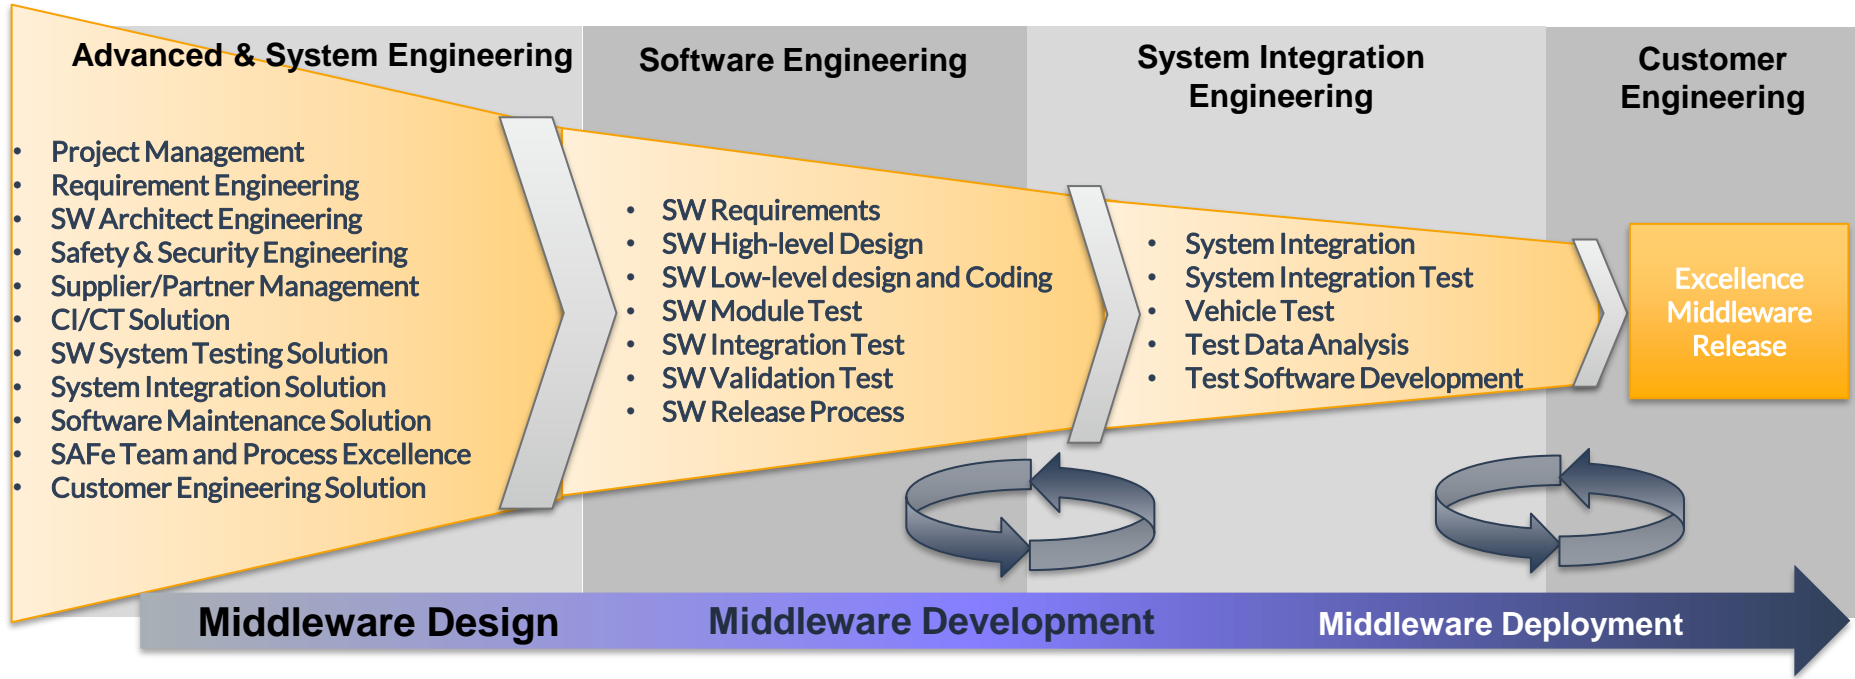 Advanced & System Engineering
Software Engineering
System Integration
Engineering
Customer
Engineering
• Project Management
• Requirement Engineering
• SW Architect Engineering
• Safety & Security Engineering
• Supplier/Partner Management
• CI/CT Solution
• SW System Testing Solution
• System Integration Solution
• Software Maintenance Solution
• SAFe Team and Process Excellence
• Customer Engineering Solution
• SW Requirements
• SW High-level Design
• SW Low-level design and Coding
• SW Module Test
• SW Integration Test
• SW Validation Test
• SW Release Process
• System Integration
• System Integration Test
• Vehicle Test
• Test Data Analysis
• Test Software Development
Excellence
Middleware
Release
Middleware Design
Middleware Development
Middleware Deployment